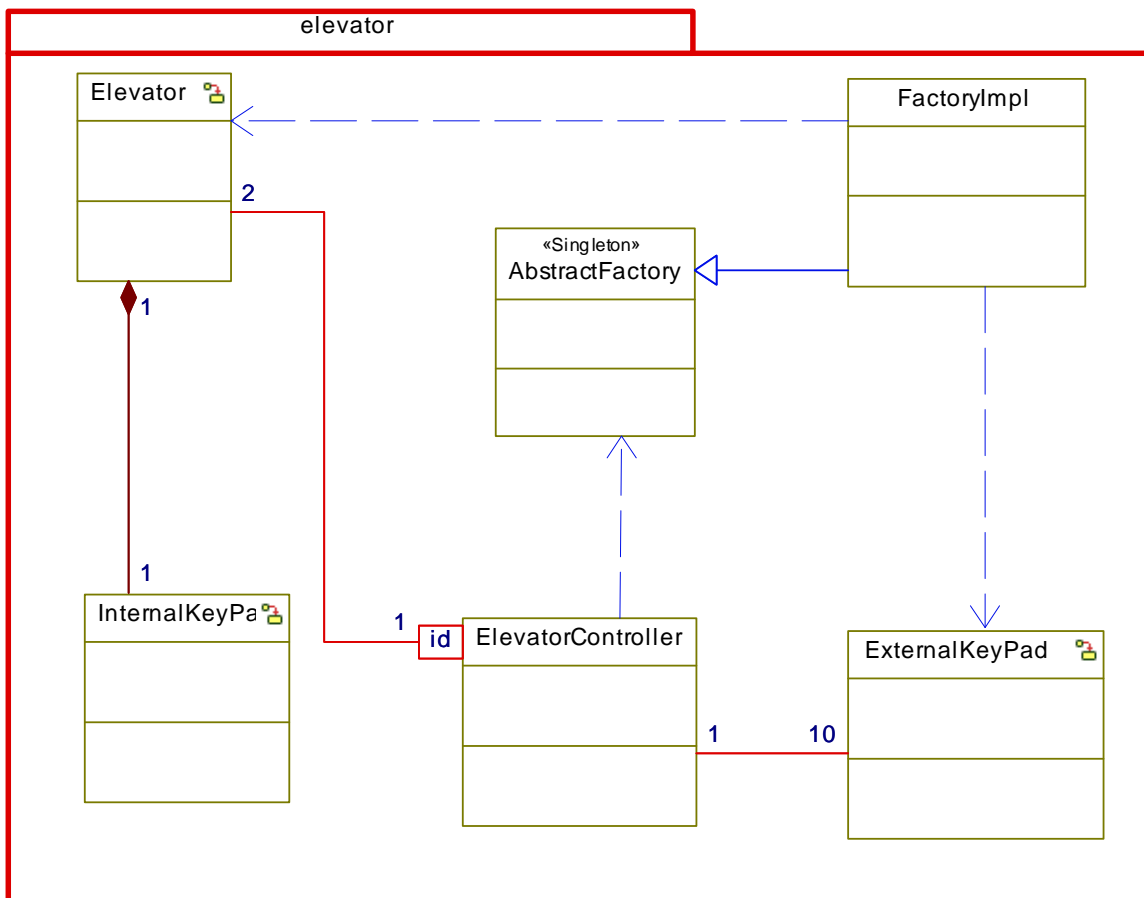 elevator
Elevator
FactoryImpl
2
«Singleton»
AbstractFactory
1
1
InternalKeyPa
1
id
ElevatorController
ExternalKeyPad
1
10